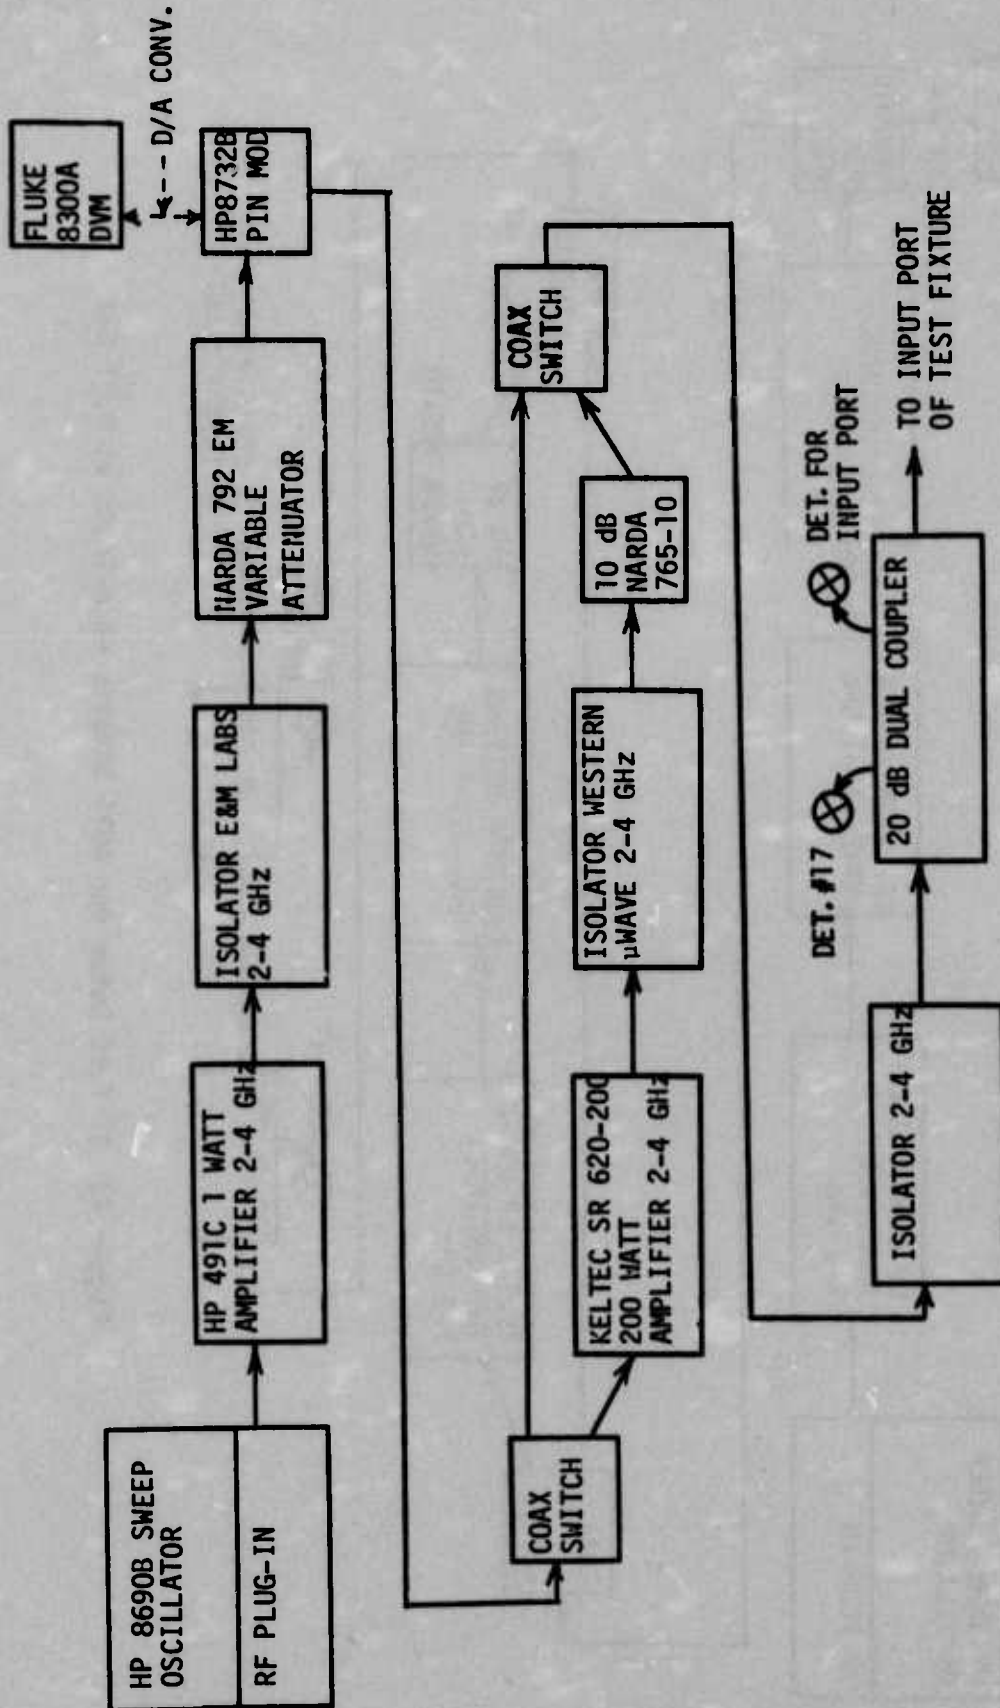 HP 8690B SWEEP
OSCILLATOR
RF PLUG-IN
HP 491C 1 WATT
AMPLIFIER 2-4 GHz
ISOLATOR E&M LABS
2-4 GHz
NARDA 792 EM
VARIABLE
ATTENUATOR
HP8732B
PIN MOD
FLUKE
8300A
DVM
D/A CONV.
COAX
SWITCH
KELTEC SR 620-200
200 WATT
AMPLIFIER 2-4 GHz
ISOLATOR WESTERN
μWAVE 2-4 GHz
10 dB
NARDA
765-10
COAX
SWITCH
ISOLATOR 2-4 GHz
DET. #17
20 dB DUAL COUPLER
DET. FOR
INPUT PORT
TO INPUT PORT
OF TEST FIXTURE